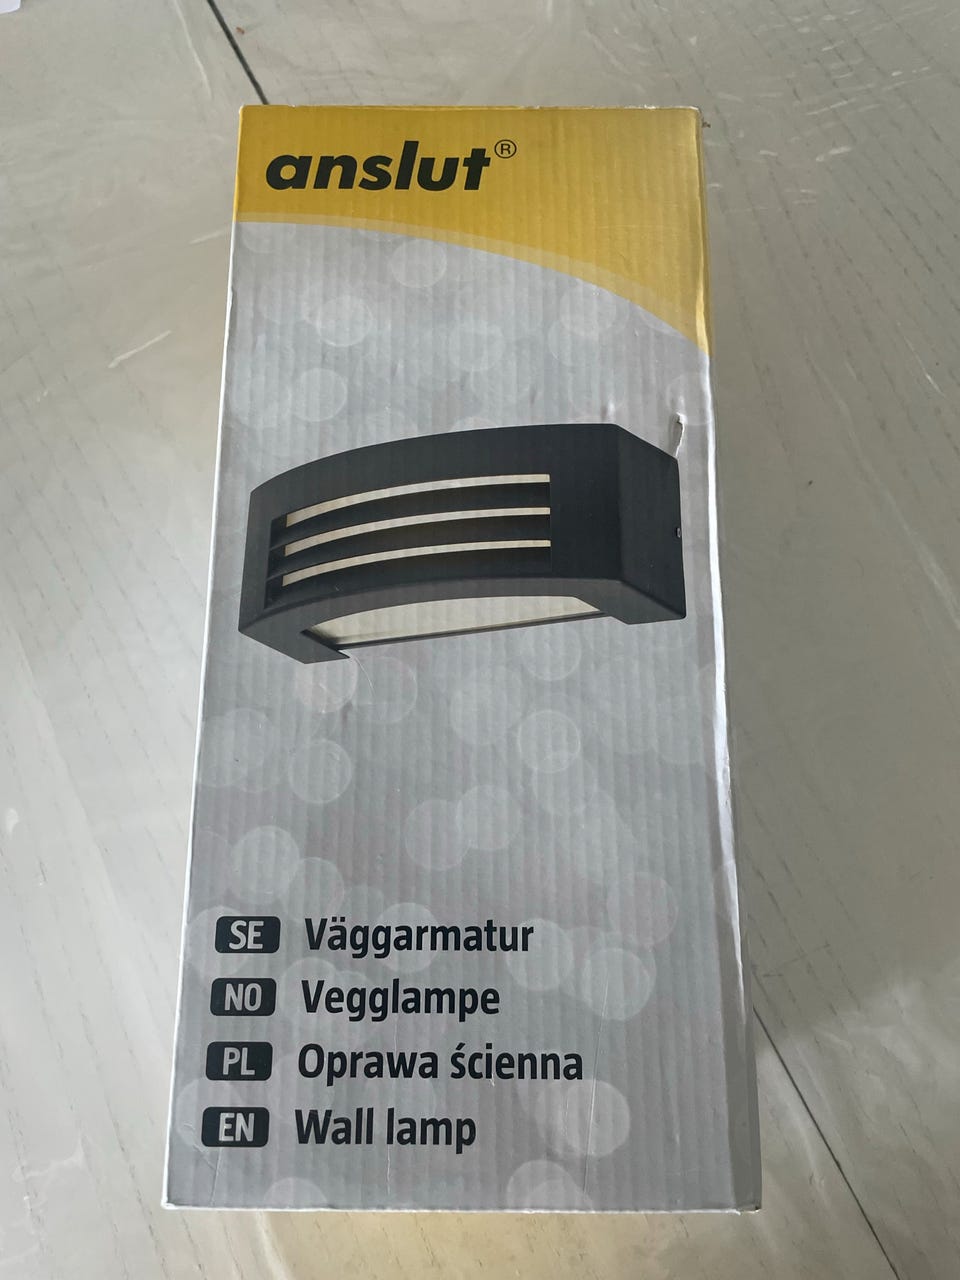 anslut®
SE Väggarmatur
NO Vegglampe
PL Oprawa ścienna
EN Wall lamp